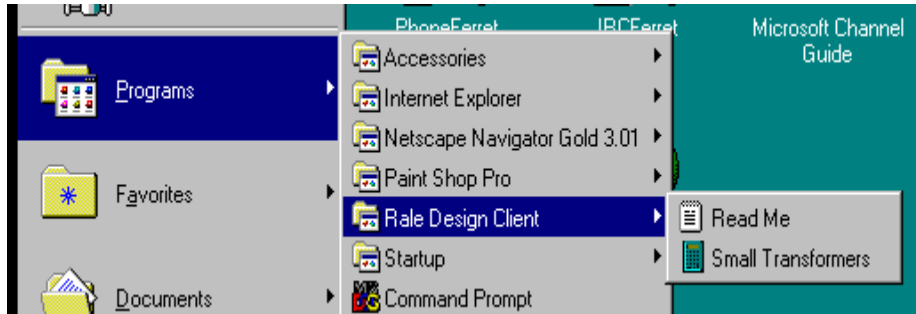 PhoneFerret
IRCFerret
Microsoft Channel
Guide
Programs
Favorites
Documents
Accessories
Internet Explorer
Netscape Navigator Gold 3.01
Paint Shop Pro
Rale Design Client
Startup
Command Prompt
Read Me
Small Transformers